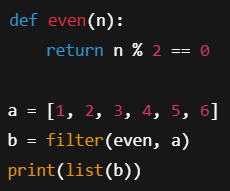 def even(n):
    return n % 2 == 0

a = [1, 2, 3, 4, 5, 6]
b = filter(even, a)
print(list(b))